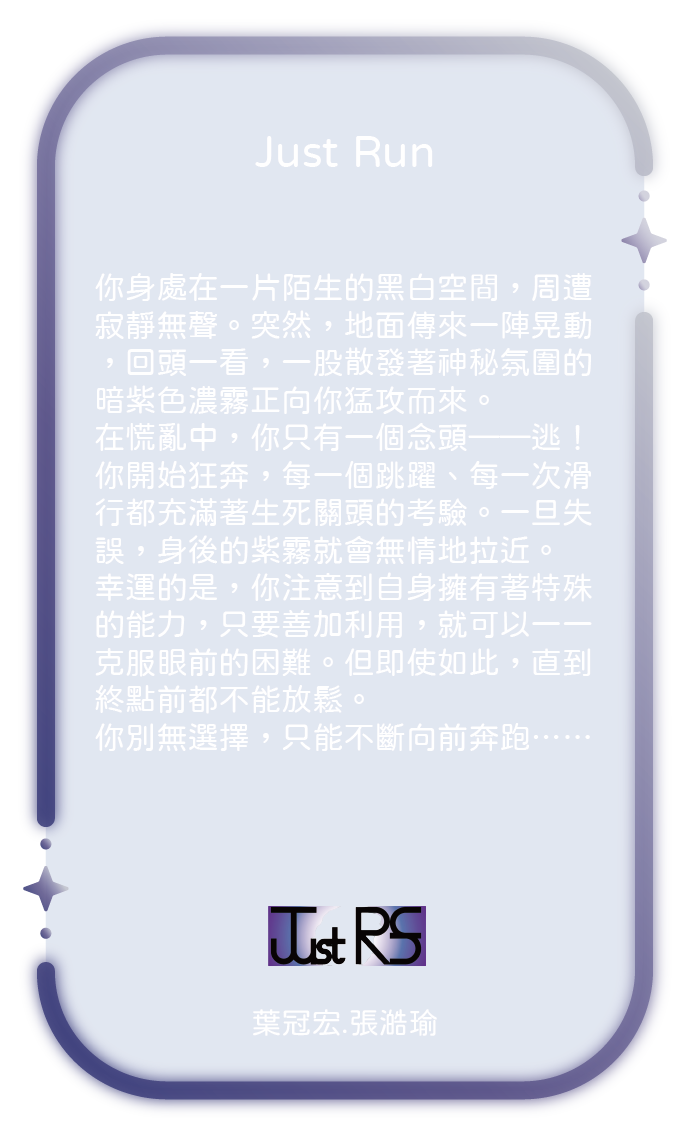 Just Run
你身處在一片陌生的黑白空間，周遭
寂靜無聲。突然，地面傳來一陣晃動
，回頭一看，一股散發著神秘氛圍的
暗紫色濃霧正向你猛攻而來。
在慌亂中，你只有一個念頭——逃！
你開始狂奔，每一個跳躍、每一次滑
行都充滿著生死關頭的考驗。一旦失
誤，身後的紫霧就會無情地拉近。
幸運的是，你注意到自身擁有著特殊
的能力，只要善加利用，就可以一一
克服眼前的困難。但即使如此，直到
終點前都不能放鬆。
你別無選擇，只能不斷向前奔跑……
Just RS
葉冠宏.張澔瑜